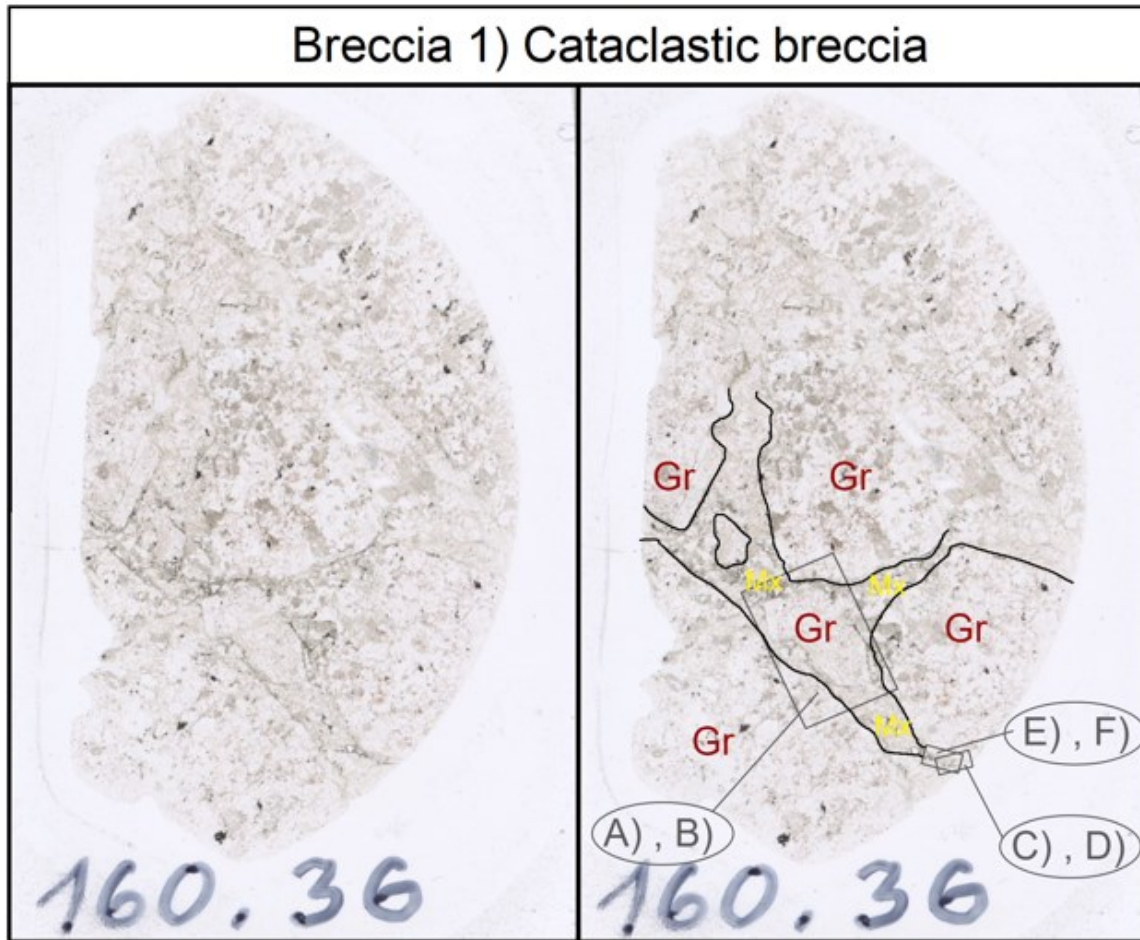 Breccia 1) Cataclastic breccia
Gr
Gr
Mx
Mx
Gr
Gr
Gr
Mx
E) , F)
A) , B)
C) , D)
160.36
160.36